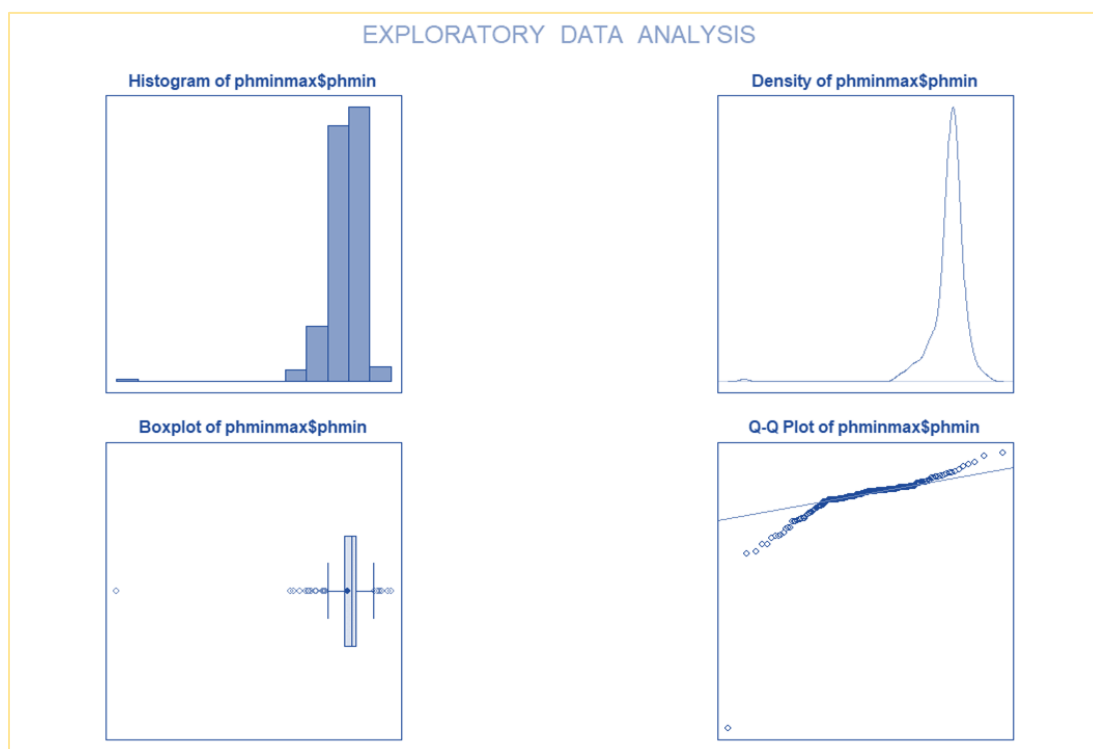 EXPLORATORY DATA ANALYSIS
Histogram of phminmax$phmin
Density of phminmax$phmin
Boxplot of phminmax$phmin
Q-Q Plot of phminmax$phmin